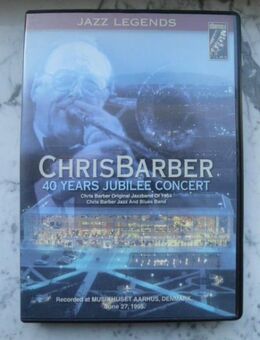 JAZZ LEGENDS
CHRISBARBER
40 YEARS JUBILEE CONCERT
Chris Barber Original Jazzband Of 1954
Chris Barber Jazz And Blues Band
Recorded at MUSIKHUSET AARHUS, DENMARK,
June 27, 1995.